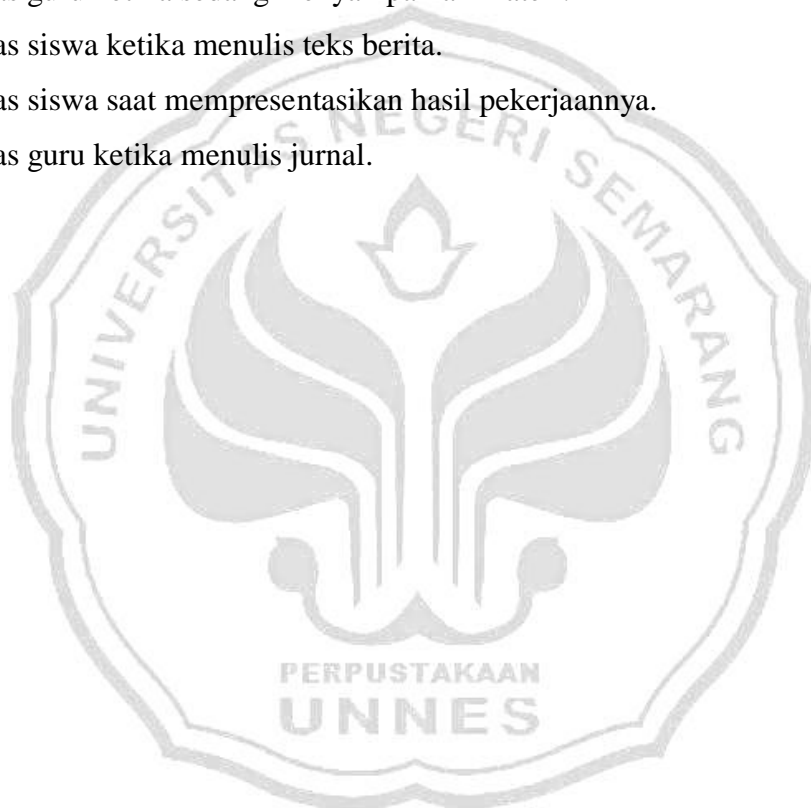 as siswa ketika menulis teks berita.
as siswa saat mempresentasikan hasil pekerjaannya.
as guru ketika menulis jurnal.
UNIVERSITAS NEGERI SEMARANG
PERPUSTAKAAN
UNNES